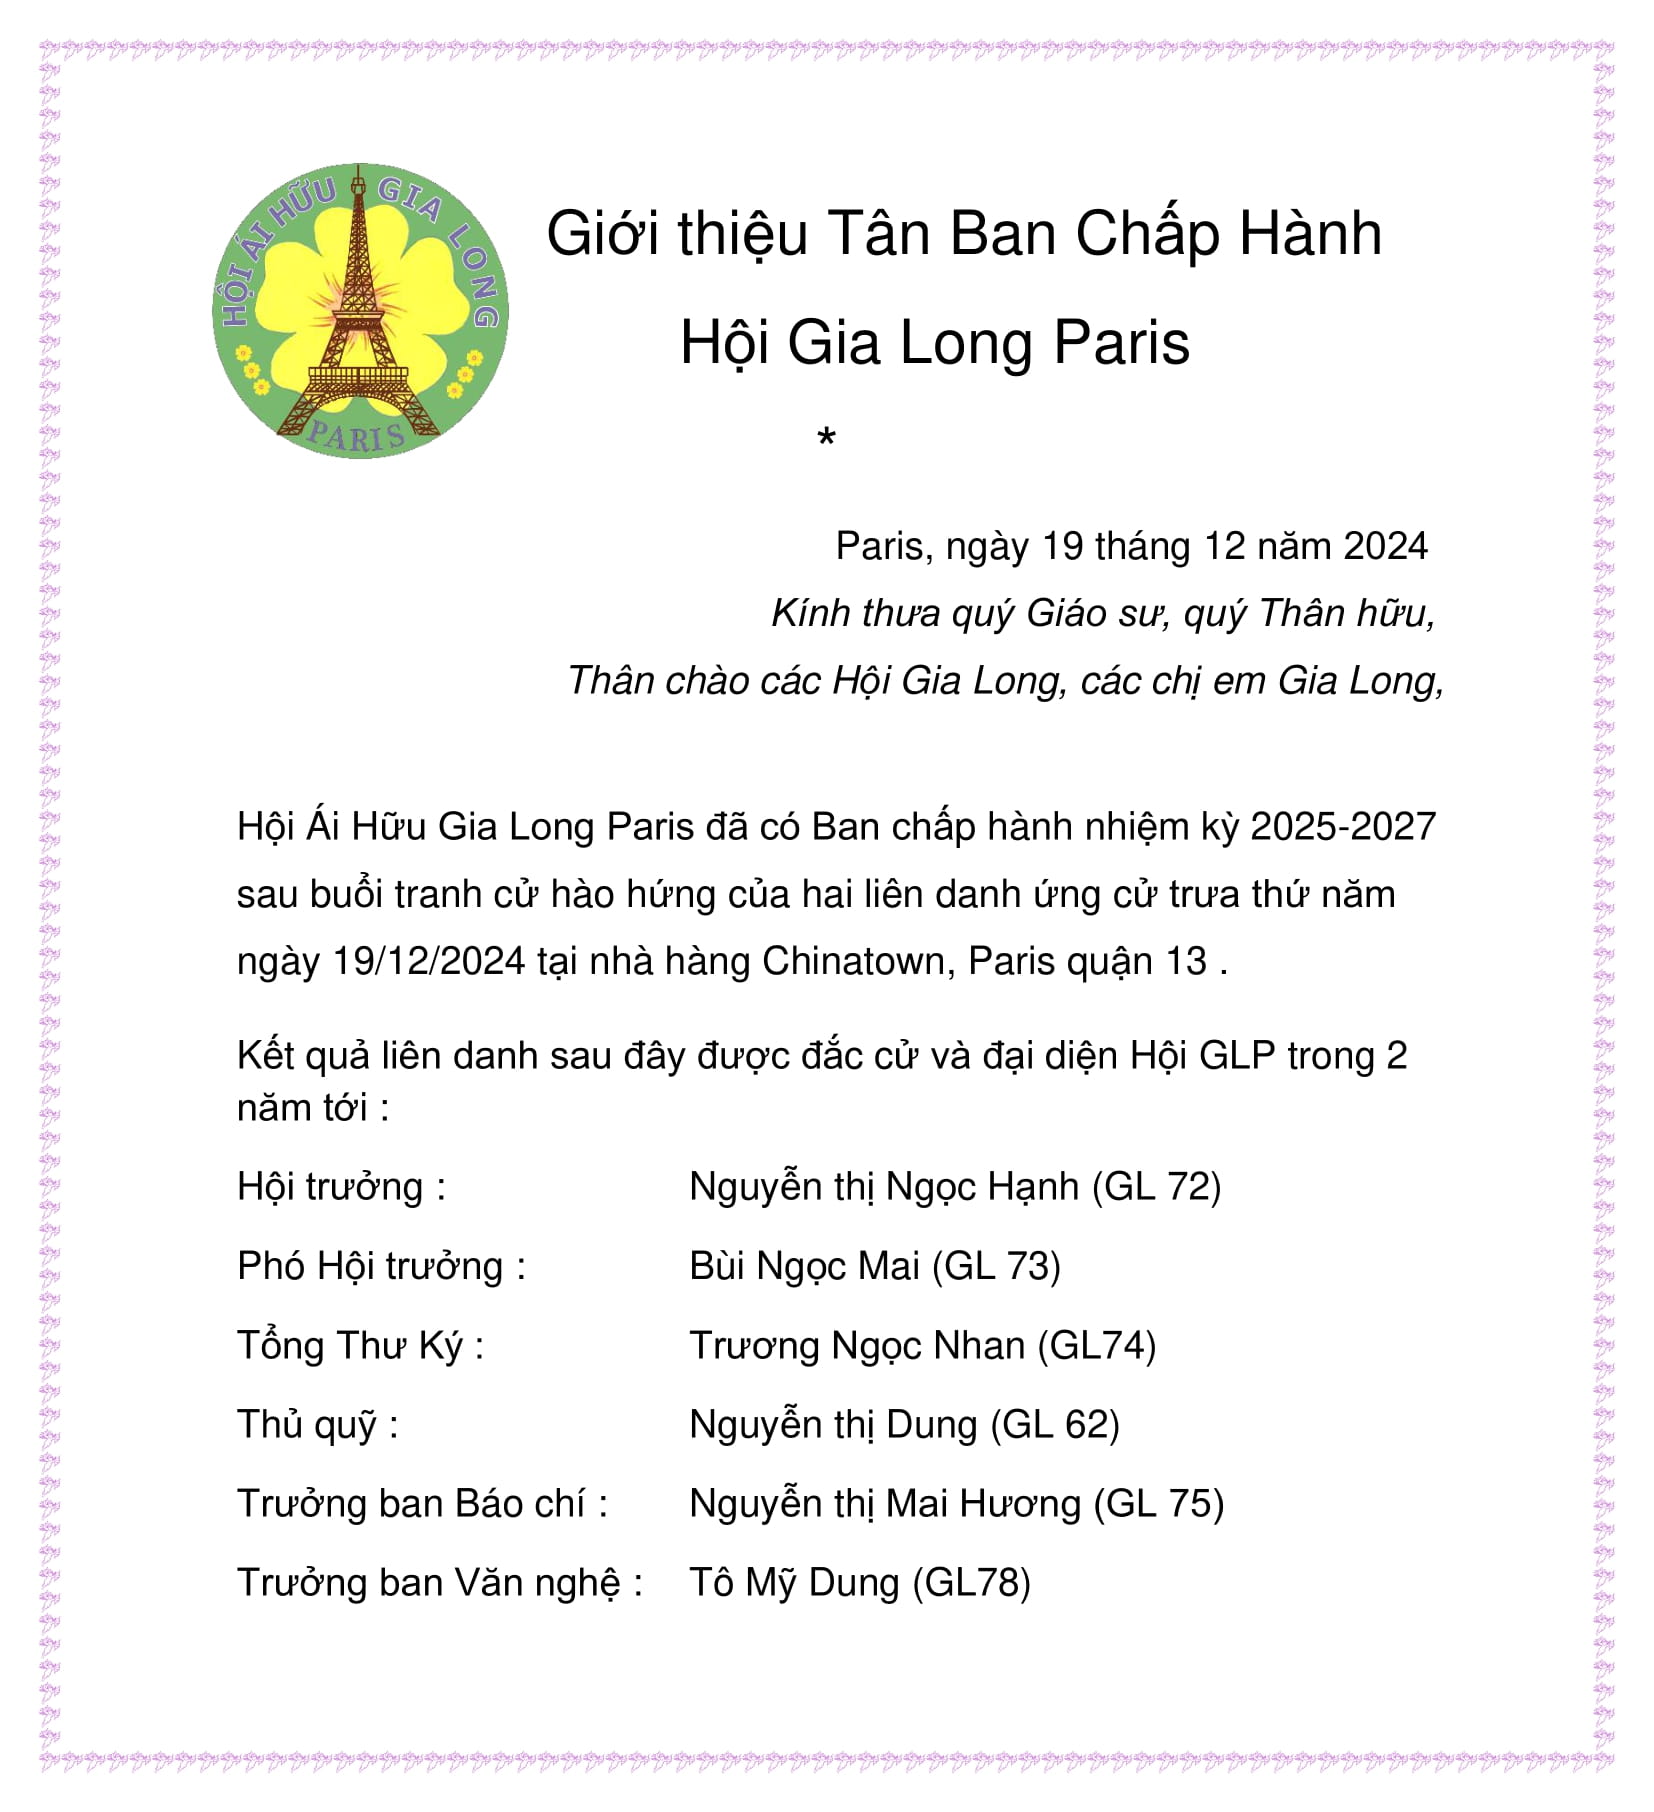 HỘI ÁI HỮU GIA LONG
PARIS
Giới thiệu Tân Ban Chấp Hành
Hội Gia Long Paris
*
Paris, ngày 19 tháng 12 năm 2024
Kính thưa quý Giáo sư, quý Thân hữu,
Thân chào các Hội Gia Long, các chị em Gia Long,
Hội Ái Hữu Gia Long Paris đã có Ban chấp hành nhiệm kỳ 2025-2027
sau buổi tranh cử hào hứng của hai liên danh ứng cử trưa thứ năm
ngày 19/12/2024 tại nhà hàng Chinatown, Paris quận 13 .
Kết quả liên danh sau đây được đắc cử và đại diện Hội GLP trong 2
năm tới :
Hội trưởng : Nguyễn thị Ngọc Hạnh (GL 72)
Phó Hội trưởng : Bùi Ngọc Mai (GL 73)
Tổng Thư Ký : Trương Ngọc Nhan (GL74)
Thủ quỹ : Nguyễn thị Dung (GL 62)
Trưởng ban Báo chí : Nguyễn thị Mai Hương (GL 75)
Trưởng ban Văn nghệ : Tô Mỹ Dung (GL78)